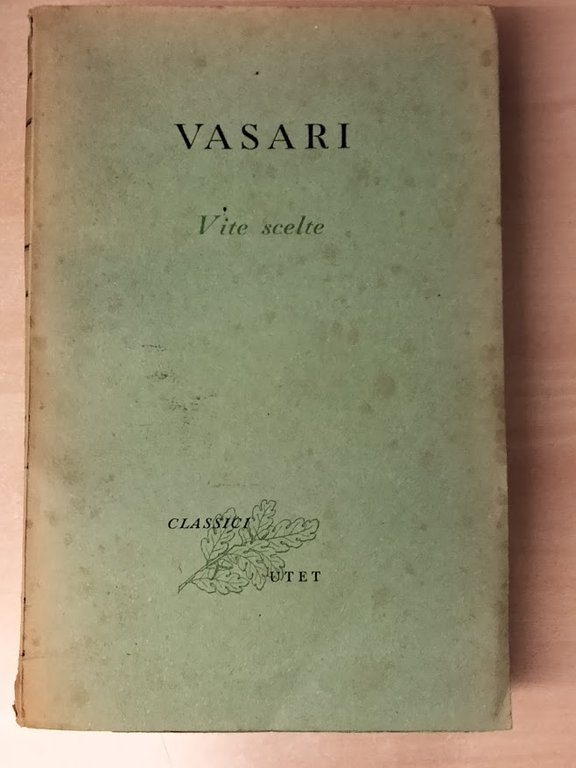 VASARI
Vite scelte
CLASSICI
UTET